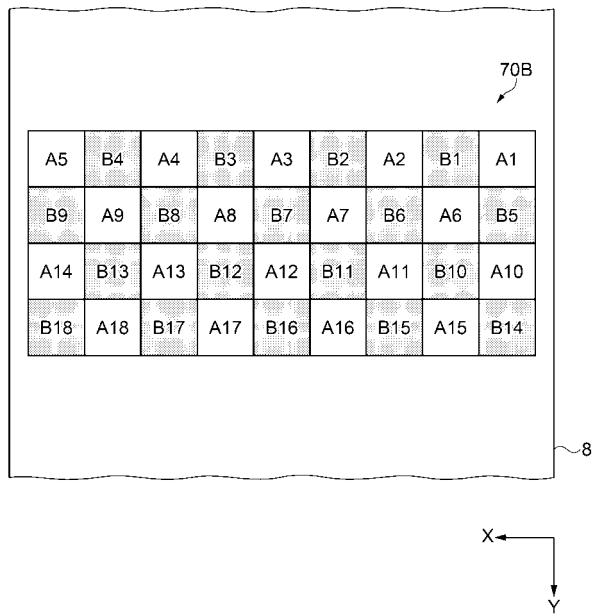 70B
A5 B4 A4 B3 A3 B2 A2 B1 A1
B9 A9 B8 A8 B7 A7 B6 A6 B5
A14 B13 A13 B12 A12 B11 A11 B10 A10
B18 A18 B17 A17 B16 A16 B15 A15 B14
8
X
Y